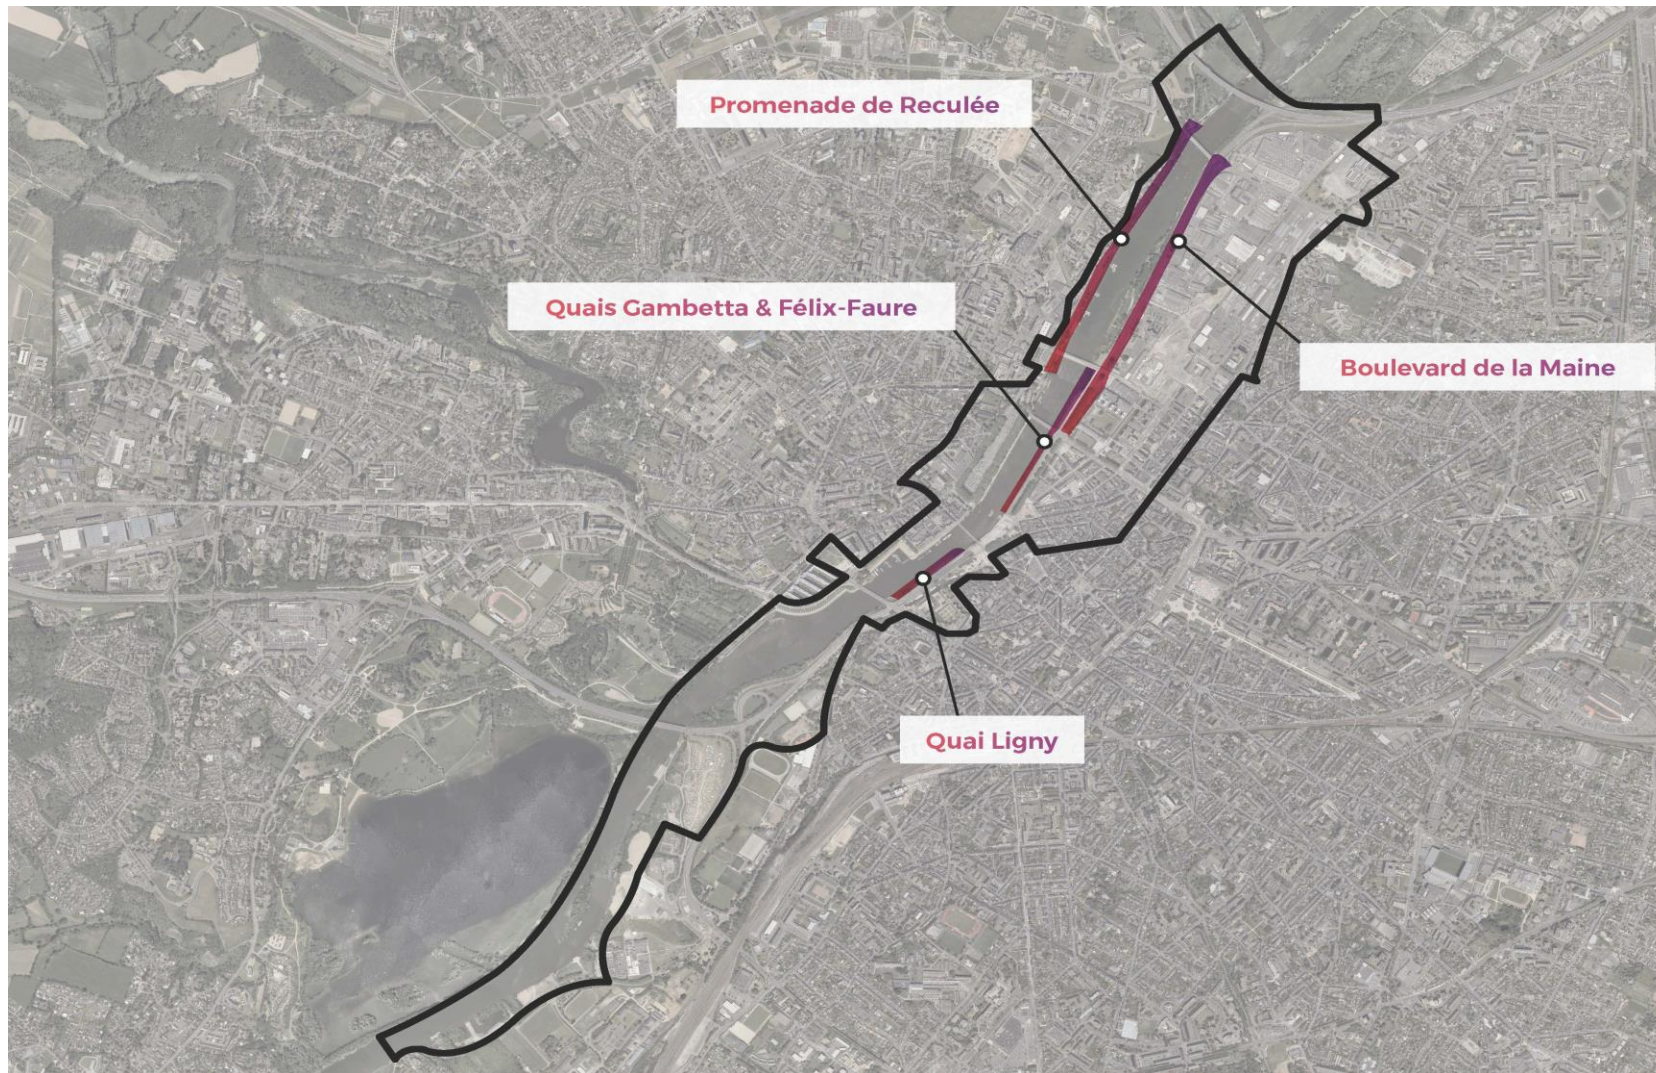 Promenade de Reculée
Quais Gambetta & Félix-Faure
Boulevard de la Maine
Quai Ligny